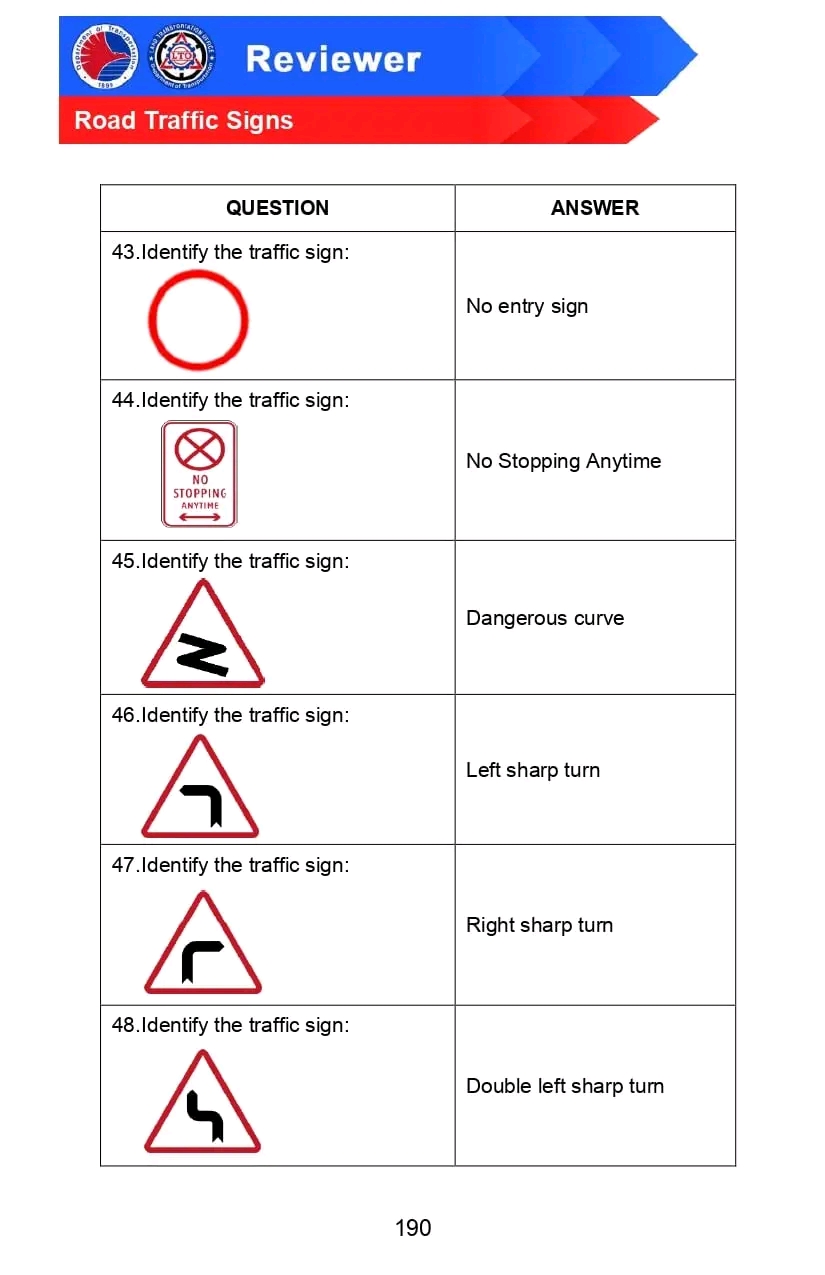 Department of Transportation
1899
LAND TRANSPORTATION OFFICE
LTO
Department of Transportation
Reviewer
Road Traffic Signs
QUESTION ANSWER
43.Identify the traffic sign:
No entry sign
44.Identify the traffic sign:
NO
STOPPING
ANYTIME
No Stopping Anytime
45.Identify the traffic sign:
Dangerous curve
46.Identify the traffic sign:
Left sharp turn
47.Identify the traffic sign:
Right sharp turn
48.Identify the traffic sign:
Double left sharp turn
190